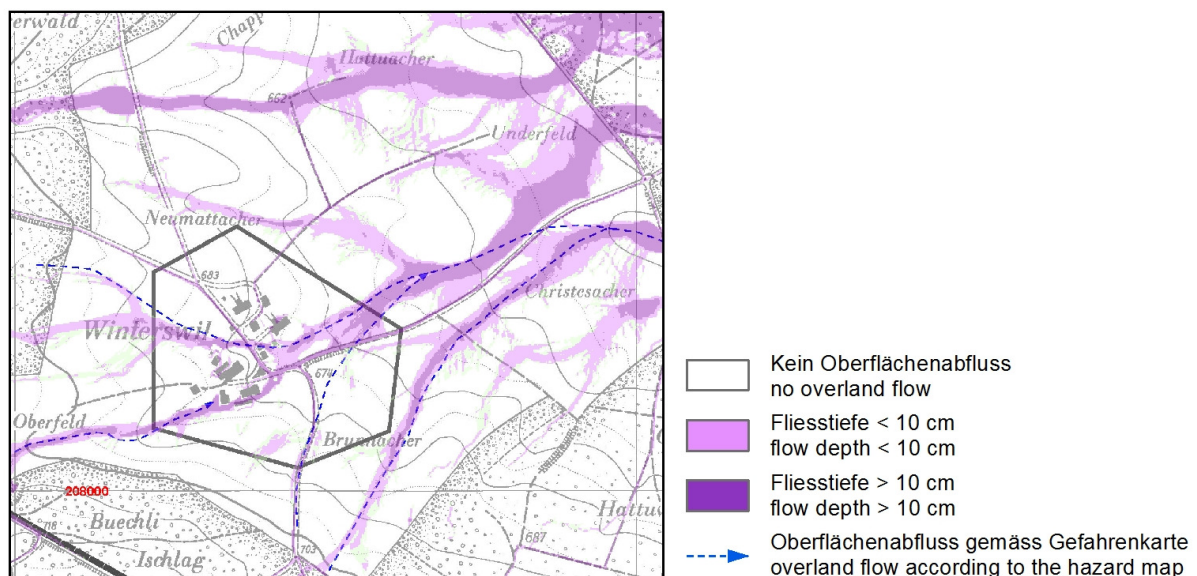 erwald
Chapp
Hattuacher
662
Underfeld
Neumattacher
683
Christesacher
Winterswil
674
Oberfeld
Brunnacher
208000
Buechli
Hattuw
687
Ischlag
703
Kein Oberflächenabfluss
no overland flow
Fliesstiefe < 10 cm
flow depth < 10 cm
Fliesstiefe > 10 cm
flow depth > 10 cm
Oberflächenabfluss gemäss Gefahrenkarte
overland flow according to the hazard map